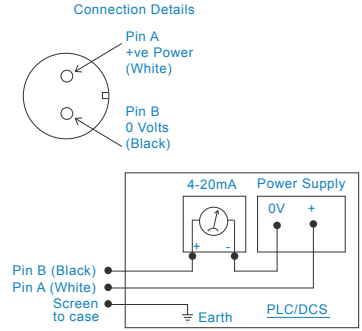 Connection Details
Pin A
+ve Power
(White)
Pin B
0 Volts
(Black)
4-20mA
Power Supply
0V +
+ -
Pin B (Black)
Pin A (White)
Screen
to case
Earth
PLC/DCS